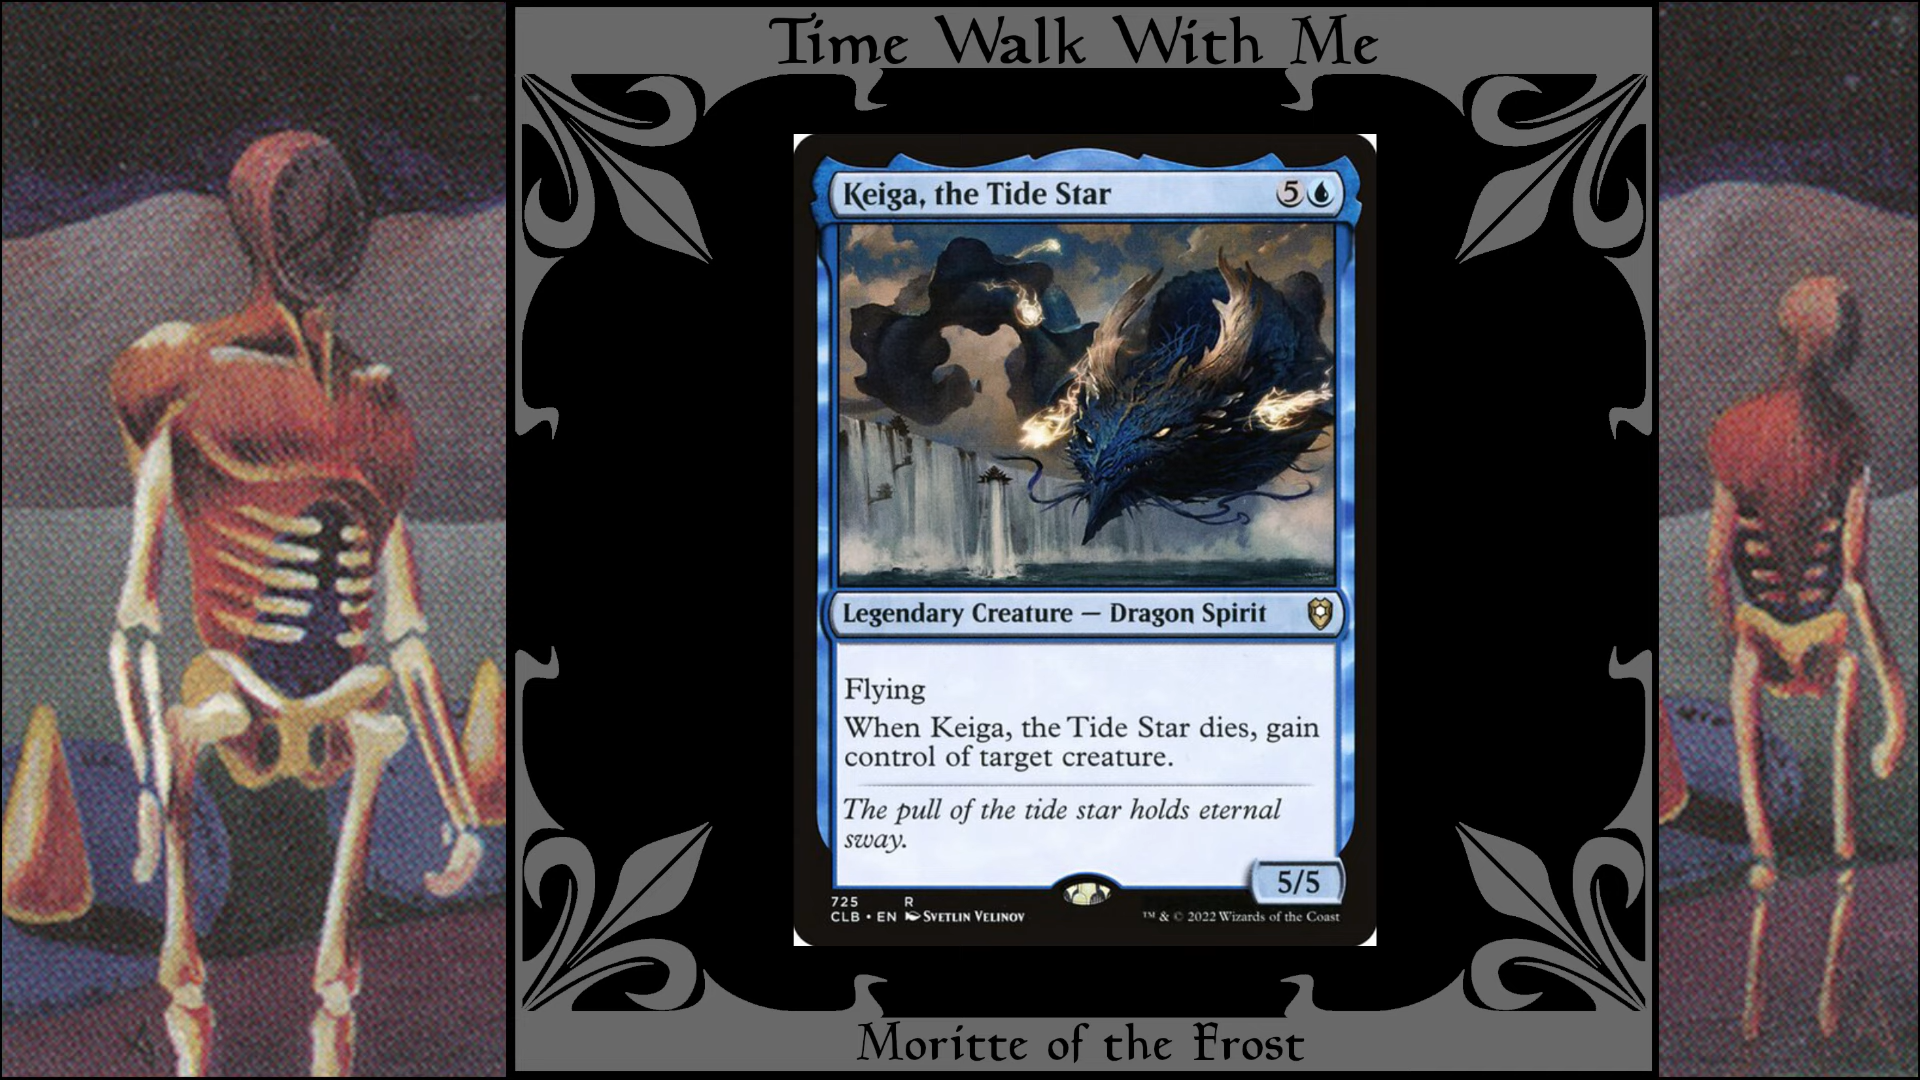 Time Walk With Me
Keiga, the Tide Star 5
Legendary Creature — Dragon Spirit
Flying
When Keiga, the Tide Star dies, gain
control of target creature.
The pull of the tide star holds eternal
sway.
5/5
725 R
CLB • EN Svetlin Velinov
™ & © 2022 Wizards of the Coast
Moritte of the Frost